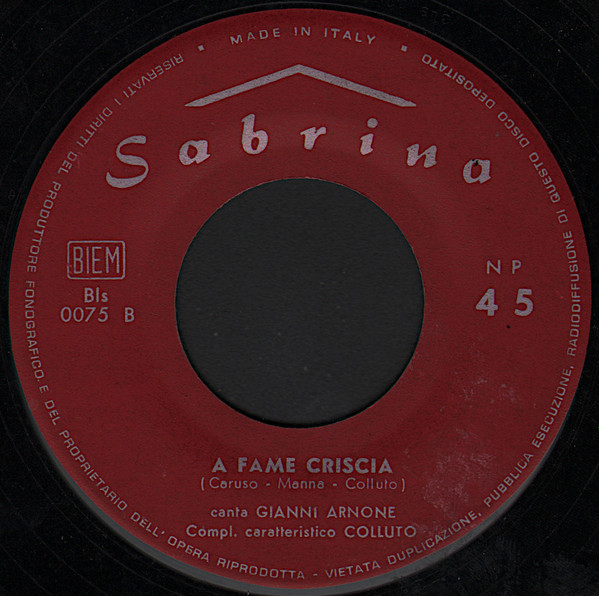 MADE IN ITALY
Sabrina
BIEM
BIs
0075 B
NP
45
A FAME CRISCIA
(Caruso - Manna - Colluto)
canta GIANNI ARNONE
Compl. caratteristico COLLUTO
RISERVATI I DIRITTI DEL PRODUTTORE FONOGRAFICO E DEL PROPRIETARIO DELL'OPERA RIPRODOTTA - VIETATA DUPLICAZIONE, PUBBLICA ESECUZIONE, RADIODIFFUSIONE DI QUESTO DISCO DEPOSITATO